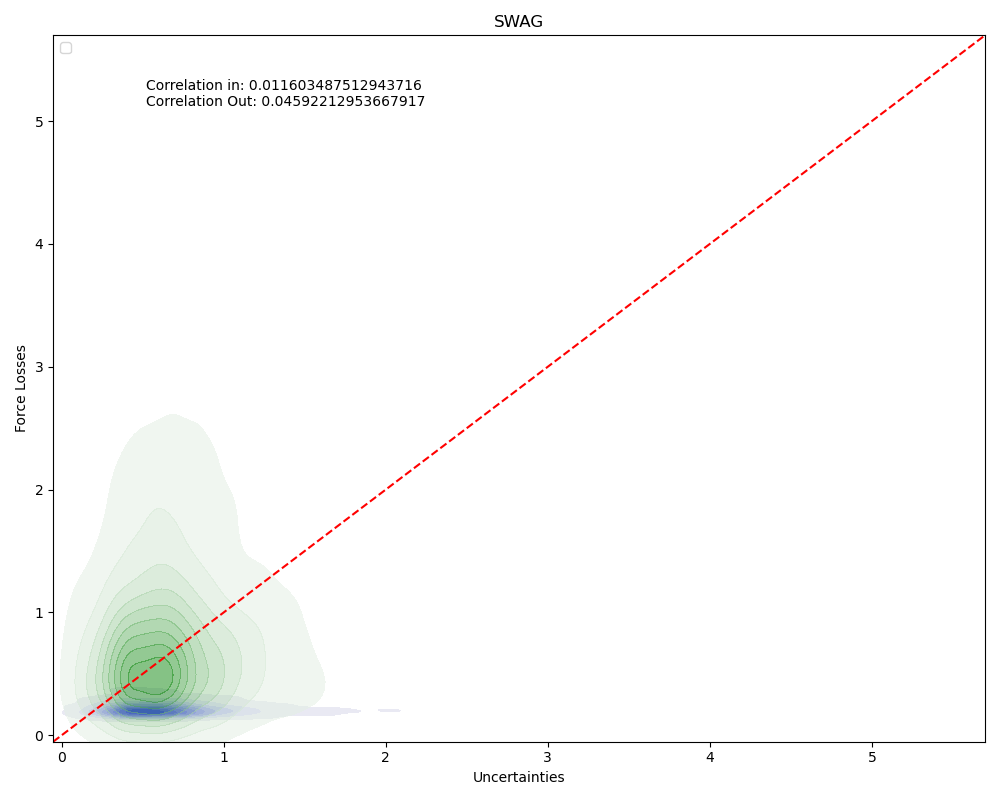 SWAG
Correlation in: 0.011603487512943716
Correlation Out: 0.04592212953667917
5
4
3
2
1
0
Force Losses
0 1 2 3 4 5
Uncertainties